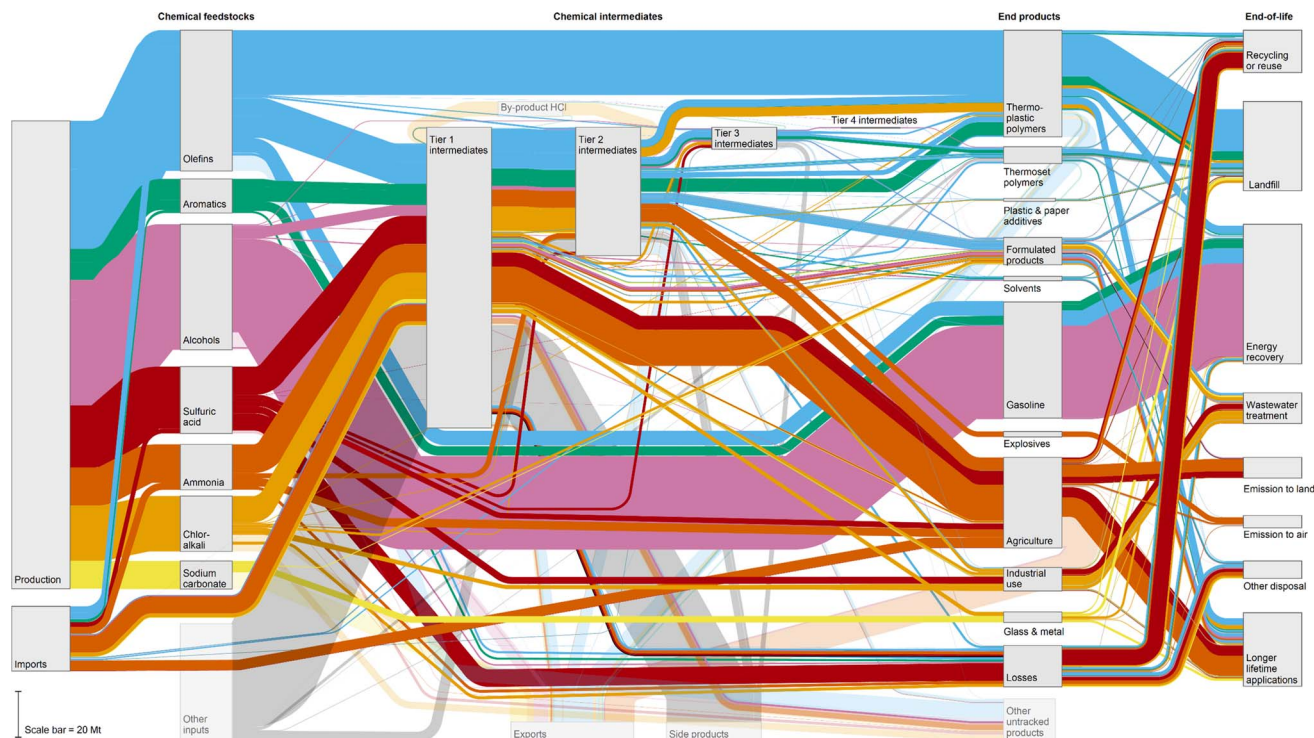 Chemical feedstocks
Chemical intermediates
End products
End-of-life
Production
Imports
Scale bar = 20 Mt
Olefins
Aromatics
Alcohols
Sulfuric
acid
Ammonia
Chlor-
alkali
Sodium
carbonate
Other
inputs
By-product HCl
Tier 1
intermediates
Tier 2
intermediates
Tier 3
intermediates
Tier 4 intermediates
Exports
Side products
Thermo-
plastic
polymers
Thermoset
polymers
Plastic & paper
additives
Formulated
products
Solvents
Gasoline
Explosives
Agriculture
Industrial
use
Glass & metal
Losses
Other
untracked
products
Recycling
or reuse
Landfill
Energy
recovery
Wastewater
treatment
Emission to land
Emission to air
Other disposal
Longer
lifetime
applications